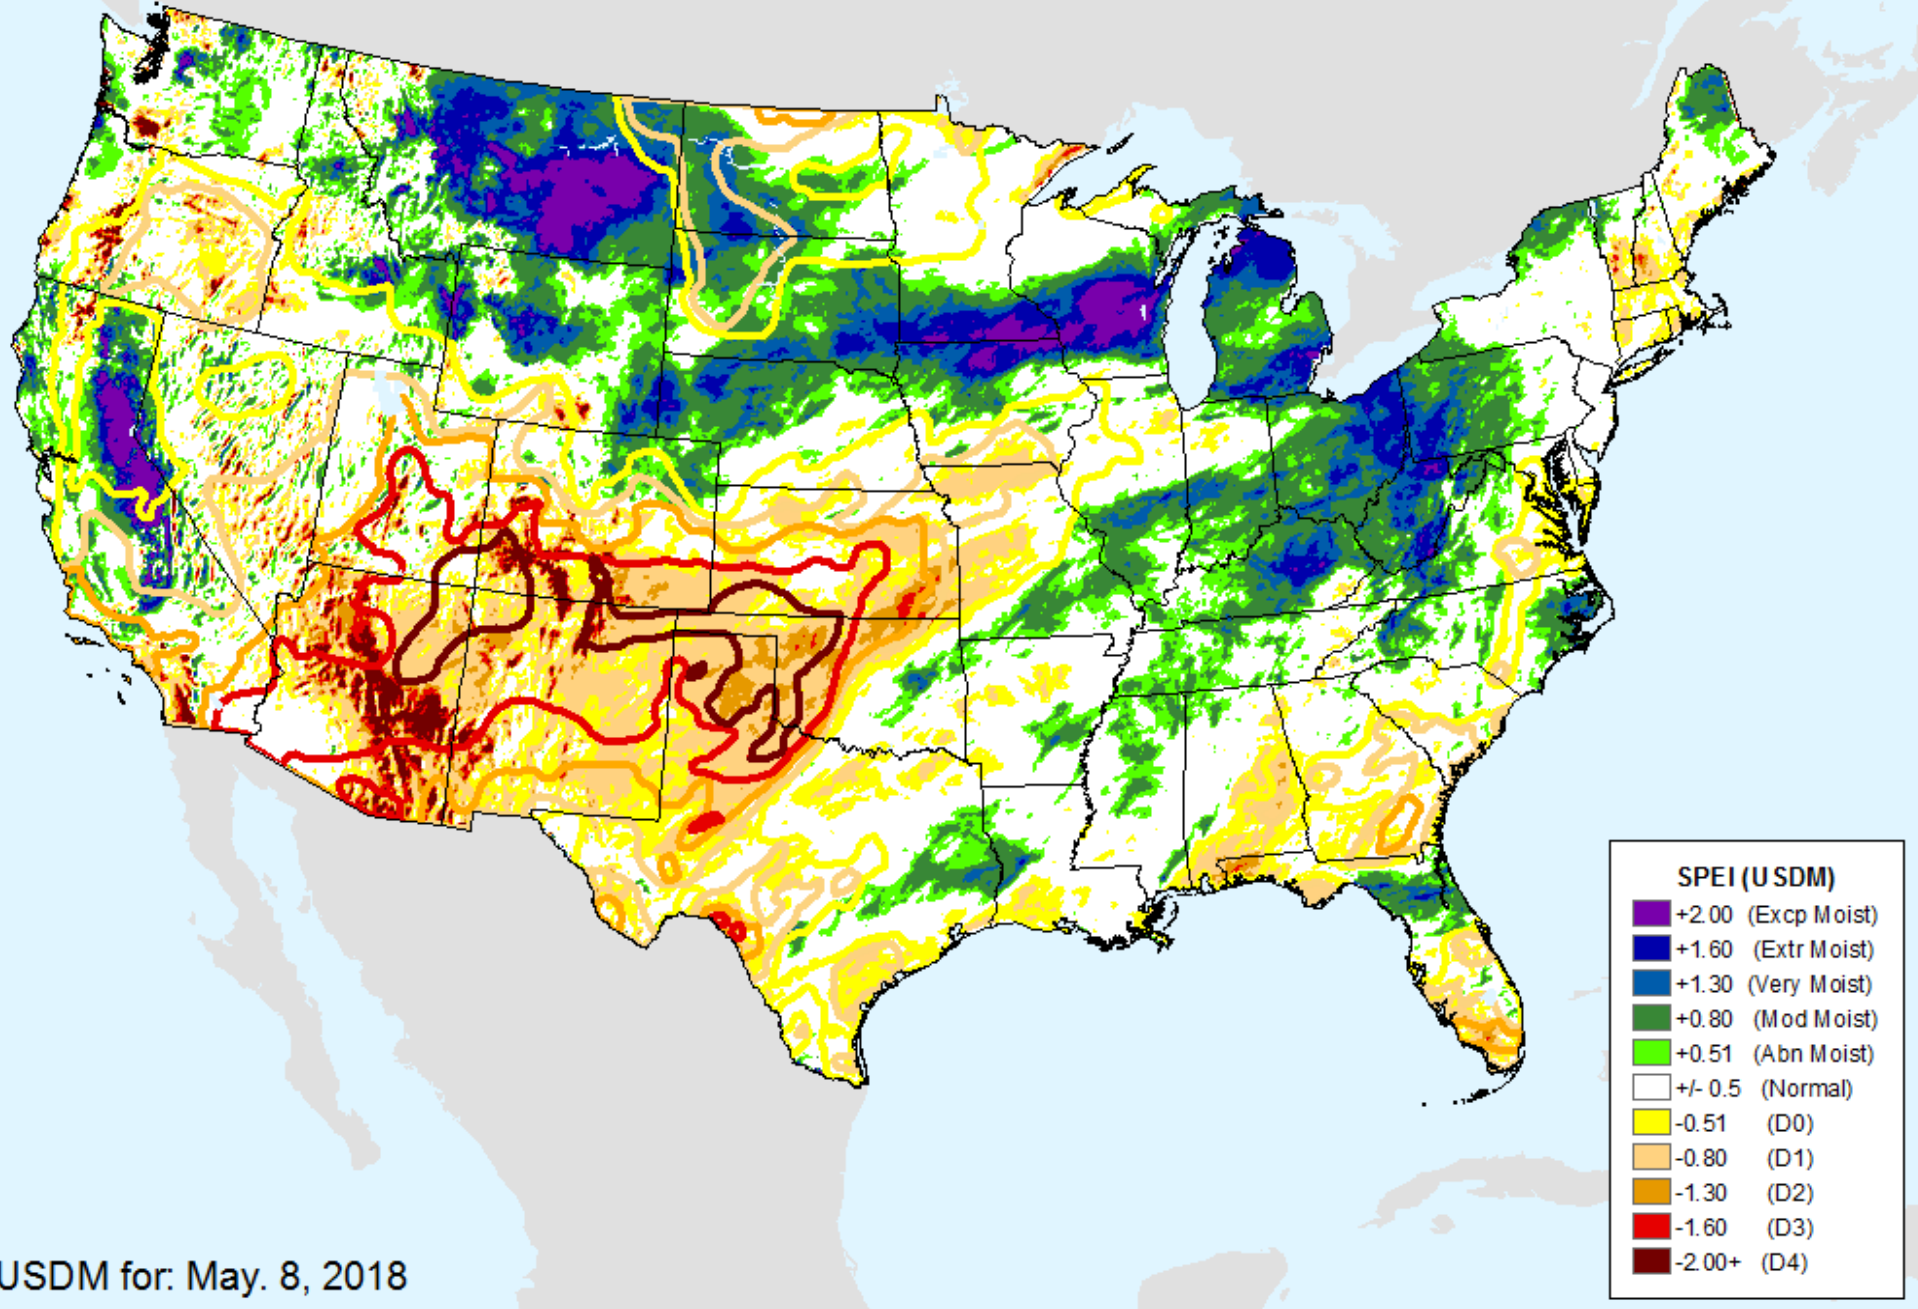 SPEI (USDM)
+2.00 (Excp Moist)
+1.60 (Extr Moist)
+1.30 (Very Moist)
+0.80 (Mod Moist)
+0.51 (Abn Moist)
+/- 0.5 (Normal)
-0.51 (D0)
-0.80 (D1)
-1.30 (D2)
-1.60 (D3)
-2.00+ (D4)
USDM for: May. 8, 2018